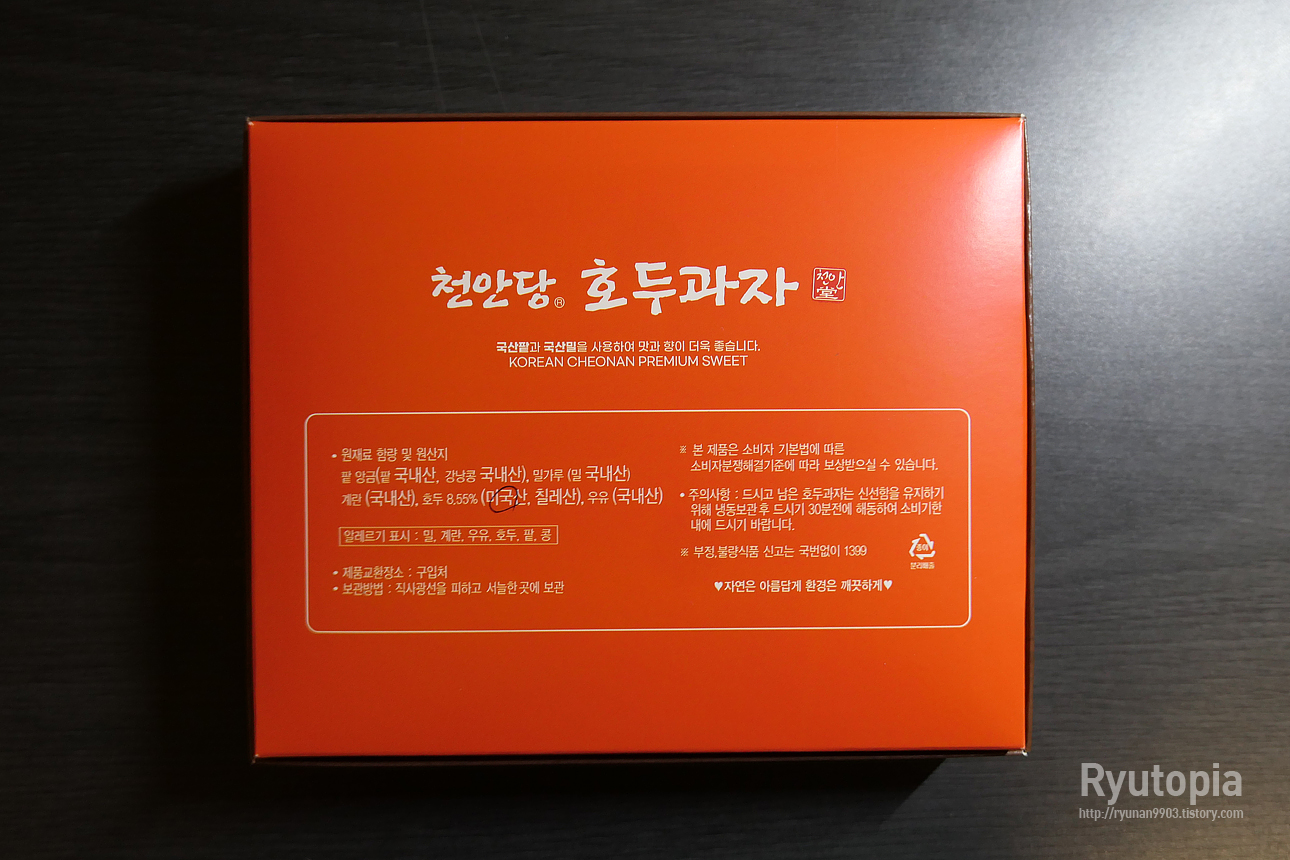 천안당® 호두과자 천안堂
국산팥과 국산밀을 사용하여 맛과 향이 더욱 좋습니다.
KOREAN CHEONAN PREMIUM SWEET
• 원재료 함량 및 원산지
팥 앙금(팥 국내산, 강낭콩 국내산), 밀가루 (밀 국내산)
계란 (국내산), 호두 8,55% (미국산, 칠레산), 우유 (국내산)
알레르기 표시 : 밀, 계란, 우유, 호두, 팥, 콩
• 제품교환장소 : 구입처
• 보관방법 : 직사광선을 피하고 서늘한 곳에 보관
※ 본 제품은 소비자 기본법에 따른
소비자분쟁해결기준에 따라 보상받으실 수 있습니다.
• 주의사항 : 드시고 남은 호두과자는 신선함을 유지하기
위해 냉동보관 후 드시기 30분전에 해동하여 소비기한
내에 드시기 바랍니다.
※ 부정,불량식품 신고는 국번없이 1399
종이
분리배출
♥자연은 아름답게 환경은 깨끗하게♥
Ryutopia
http://ryunan9903.tistory.com